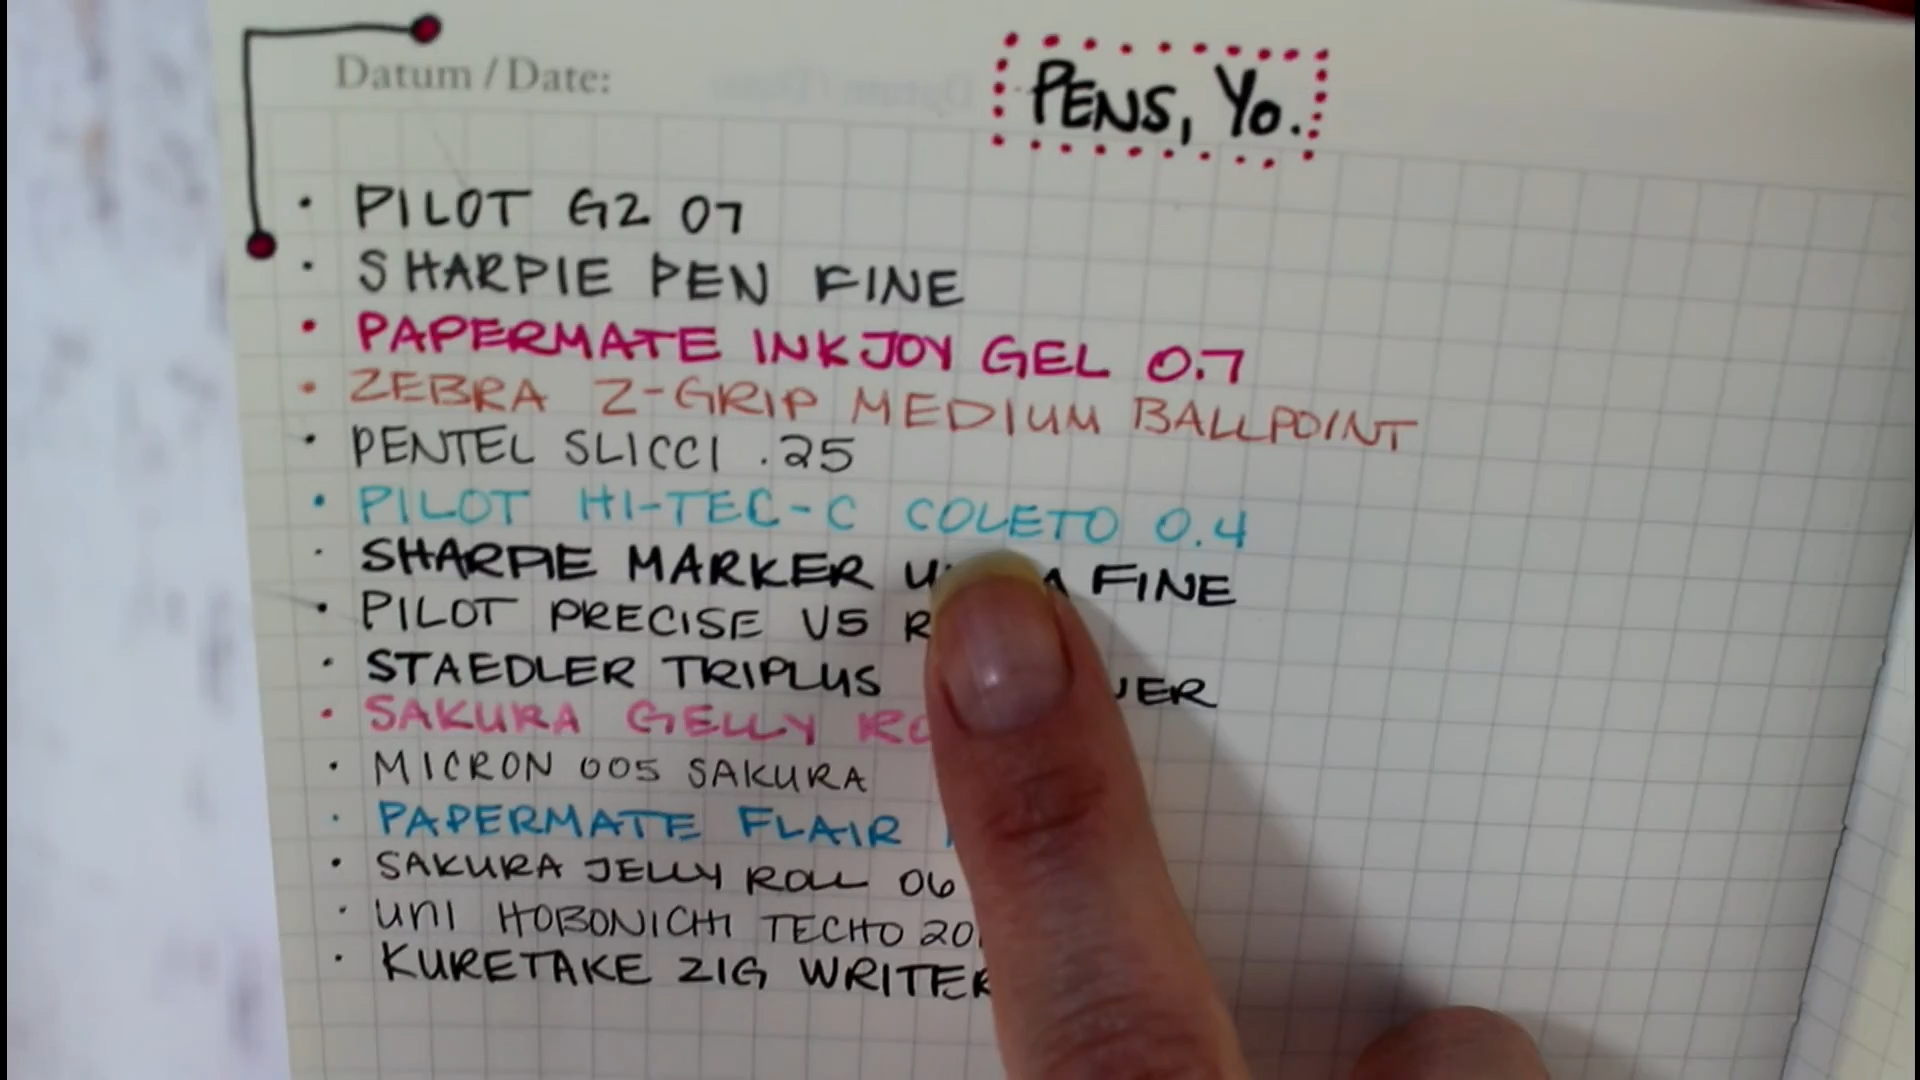 Datum / Date:
PENS, YO.
• PILOT G2 07
• SHARPIE PEN FINE
• PAPERMATE INKJOY GEL 0.7
• ZEBRA Z-GRIP MEDIUM BALLPOINT
• PENTEL SLICCI .25
• PILOT HI-TEC-C COLETO 0.4
• SHARPIE MARKER FINE
• PILOT PRECISE V5
• STAEDLER TRIPLUS
• SAKURA GELLY
• MICRON 005 SAKURA
• PAPERMATE FLAIR
• SAKURA JELLY ROLL 06
• UNI HOBONICHI TECHO
• KURETAKE ZIG WRITER